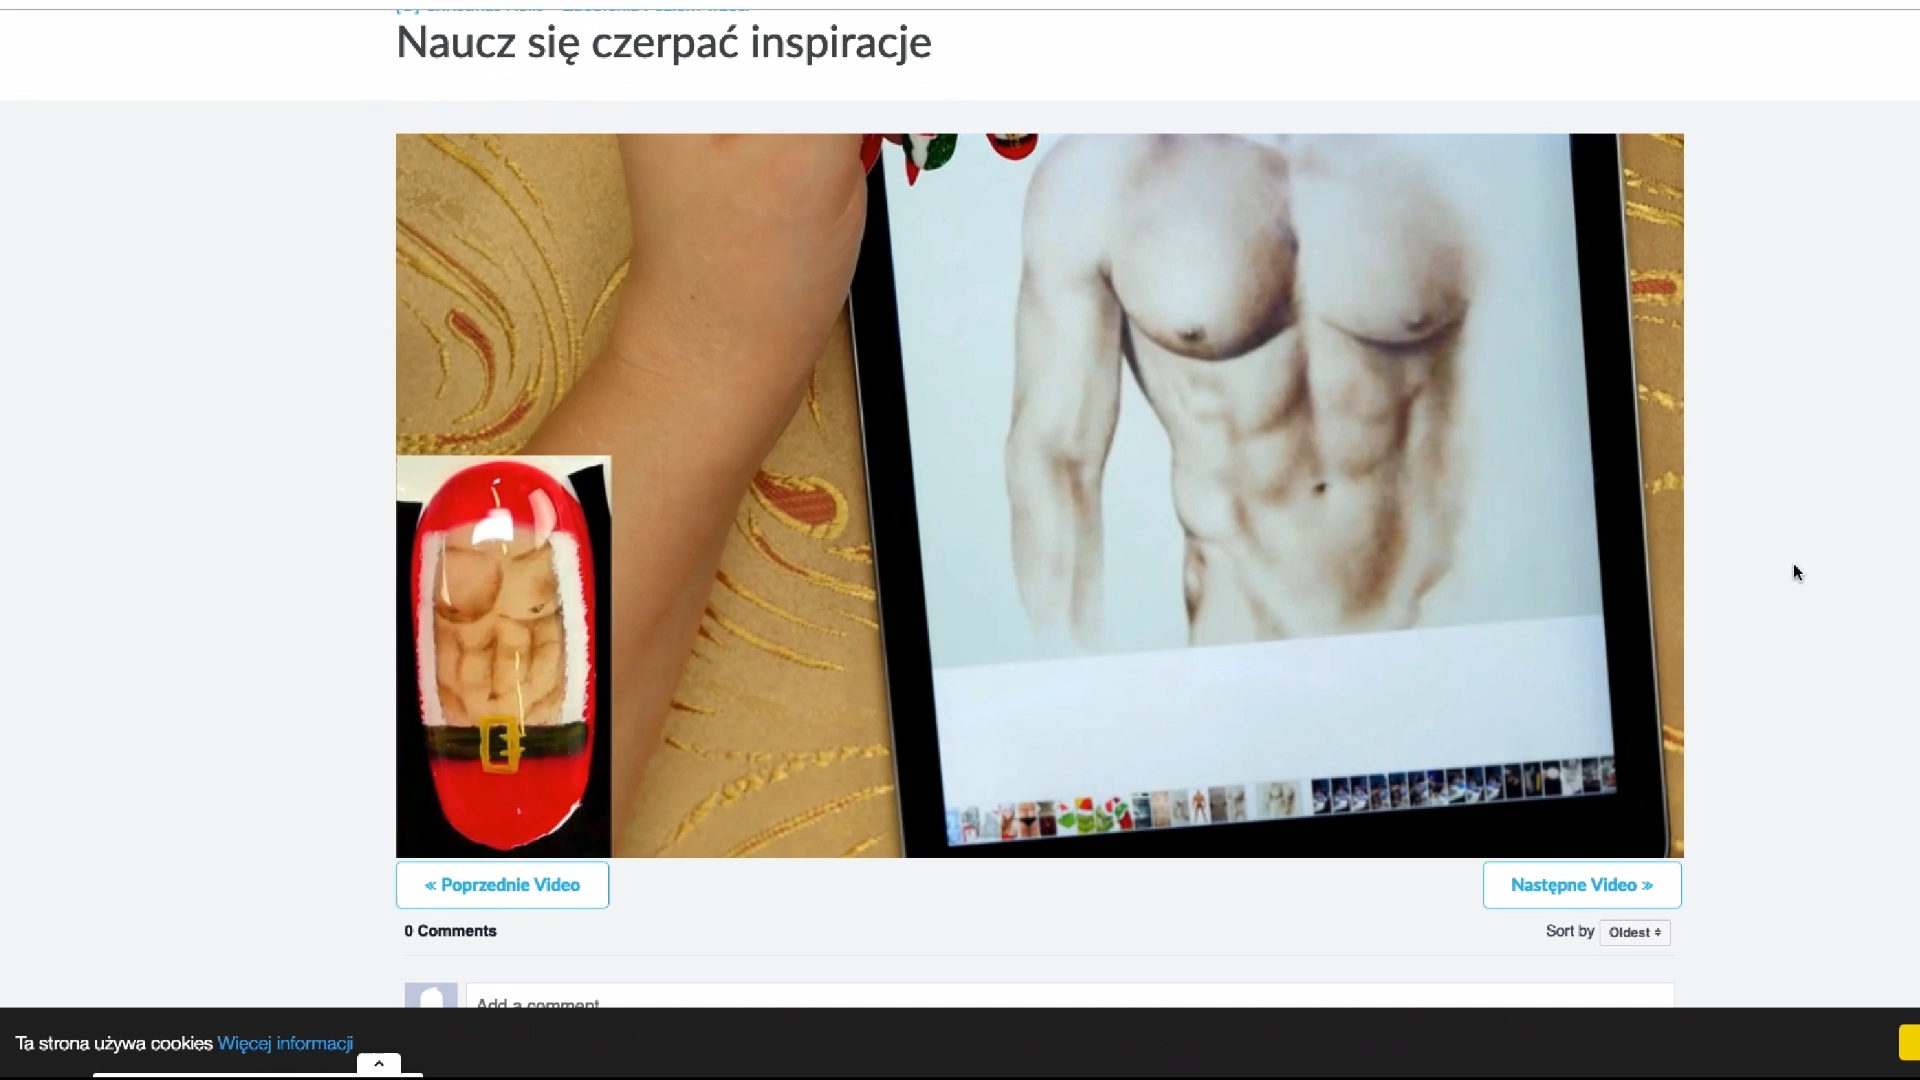 Naucz się czerpać inspiracje
« Poprzednie Video
Następne Video »
0 Comments
Sort by
Oldest
Add a comment
Ta strona używa cookies Więcej informacji